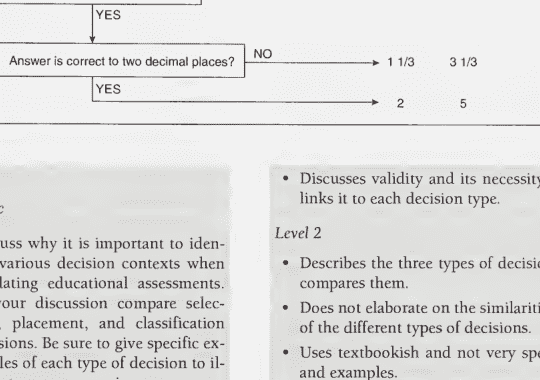 YES
Answer is correct to two decimal places?
NO
1 1/3 3 1/3
YES
2 5
uss why it is important to iden-
various decision contexts when
lating educational assessments.
our discussion compare selec-
, placement, and classification
sions. Be sure to give specific ex-
les of each type of decision to il-
• Discusses validity and its necessity
links it to each decision type.
Level 2
• Describes the three types of decisio
compares them.
• Does not elaborate on the similariti
of the different types of decisions.
• Uses textbookish and not very spe
and examples.